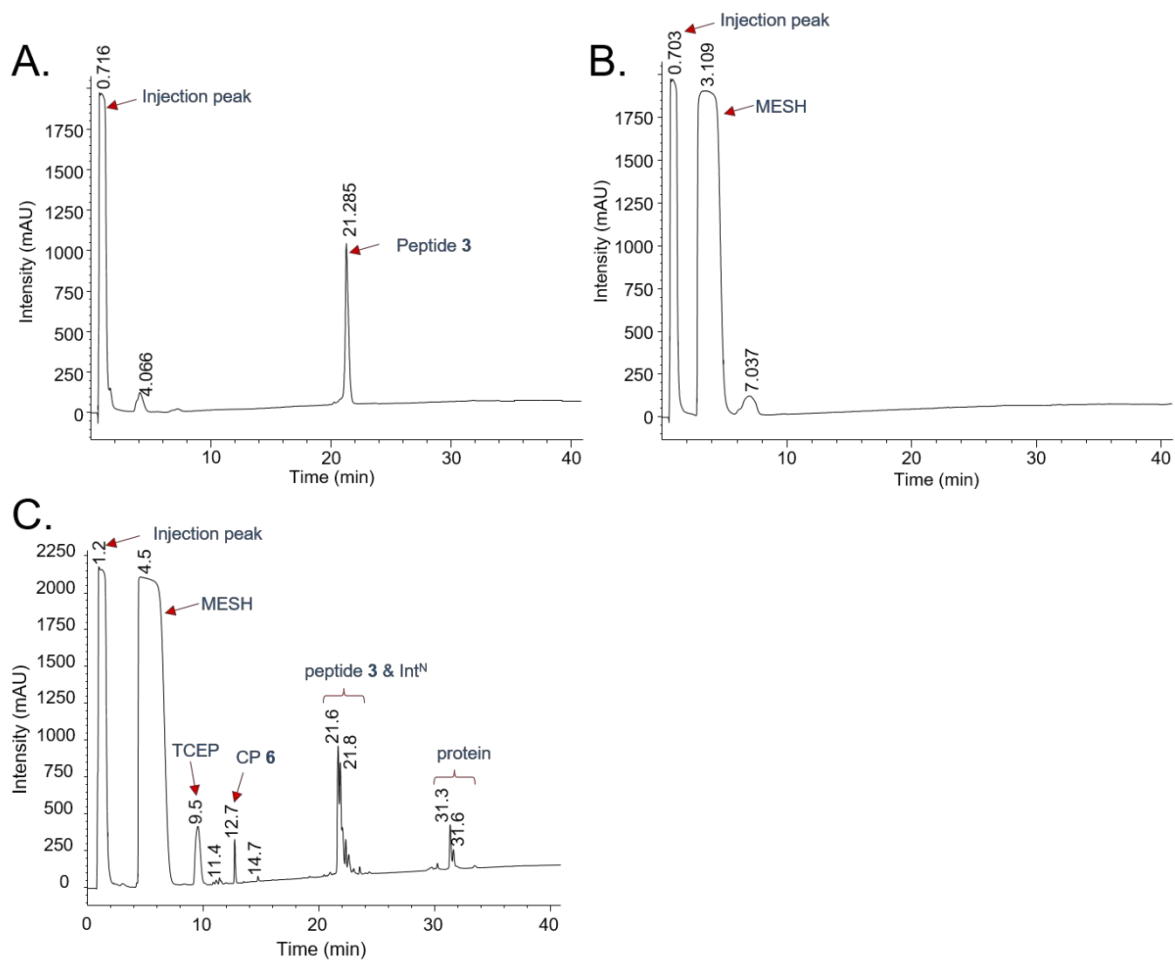 A.
0.716
Injection peak
1750
1500
1250
1000
750
500
250
0
Intensity (mAU)
4.066
21.285
Peptide 3
10
20
30
40
Time (min)
B.
0.703
Injection peak
3.109
MESH
1750
1500
1250
1000
750
500
250
0
Intensity (mAU)
7.037
10
20
30
40
Time (min)
C.
1.2
Injection peak
4.5
MESH
2250
2000
1750
1500
1250
1000
750
500
250
0
Intensity (mAU)
TCEP
9.5
11.4
CP 6
12.7
14.7
peptide 3 & Intᴺ
21.6
21.8
protein
31.3
31.6
0
10
20
30
40
Time (min)